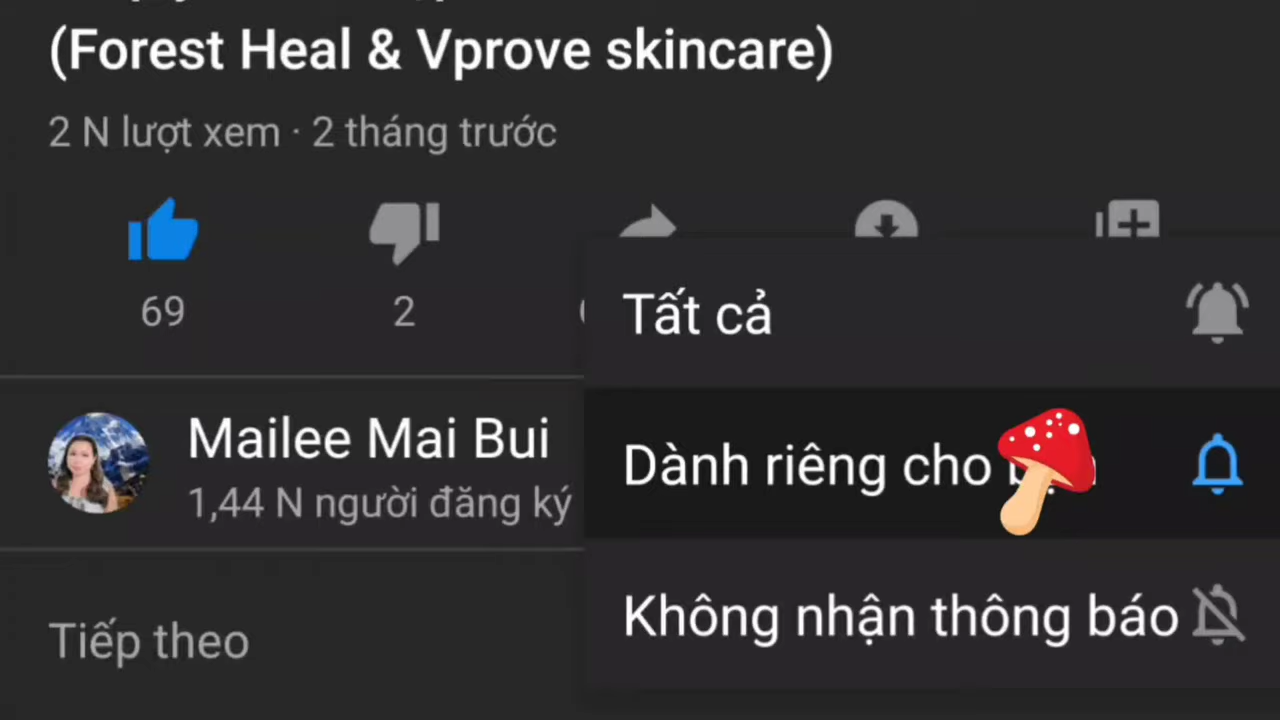 (Forest Heal & Vprove skincare)
2 N lượt xem · 2 tháng trước
69
2
Tất cả
Mailee Mai Bui
1,44 N người đăng ký
Dành riêng cho
Không nhận thông báo
Tiếp theo